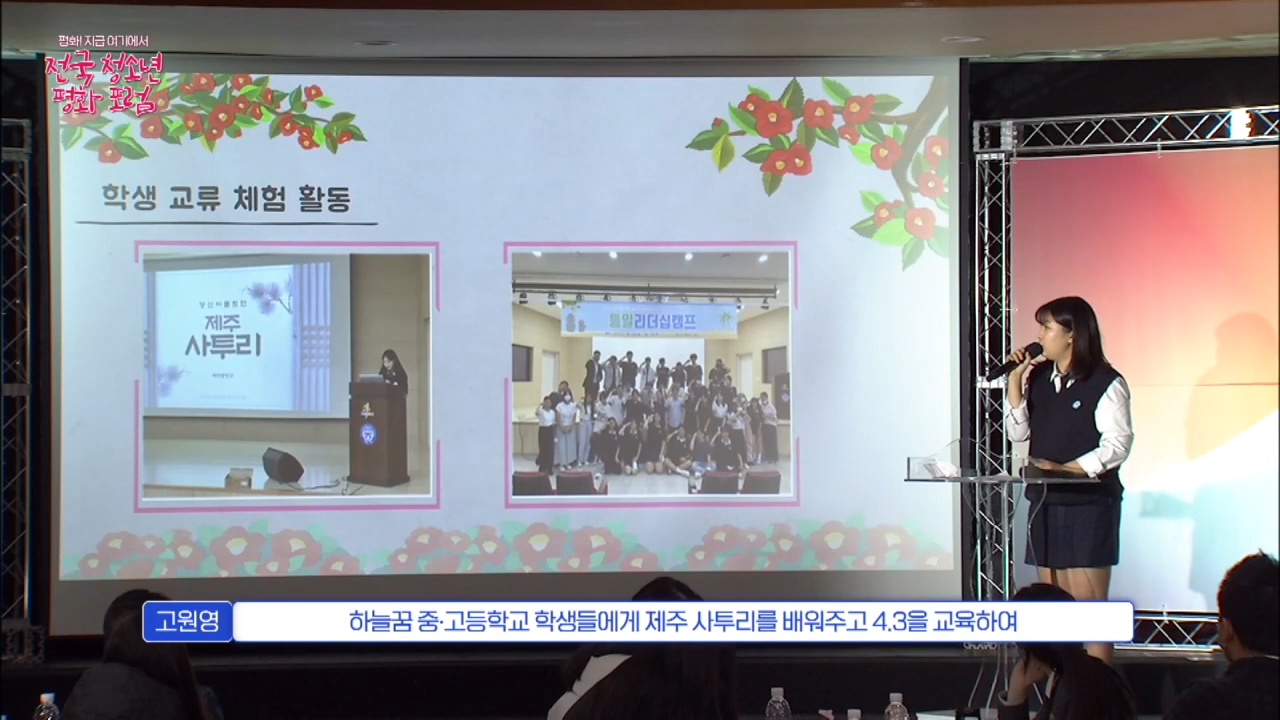 평화! 지금 여기에서
전국 청소년
평화 포럼
학생 교류 체험 활동
제주
사투리
통일리더십캠프
고원영
하늘꿈 중·고등학교 학생들에게 제주 사투리를 배워주고 4.3을 교육하여